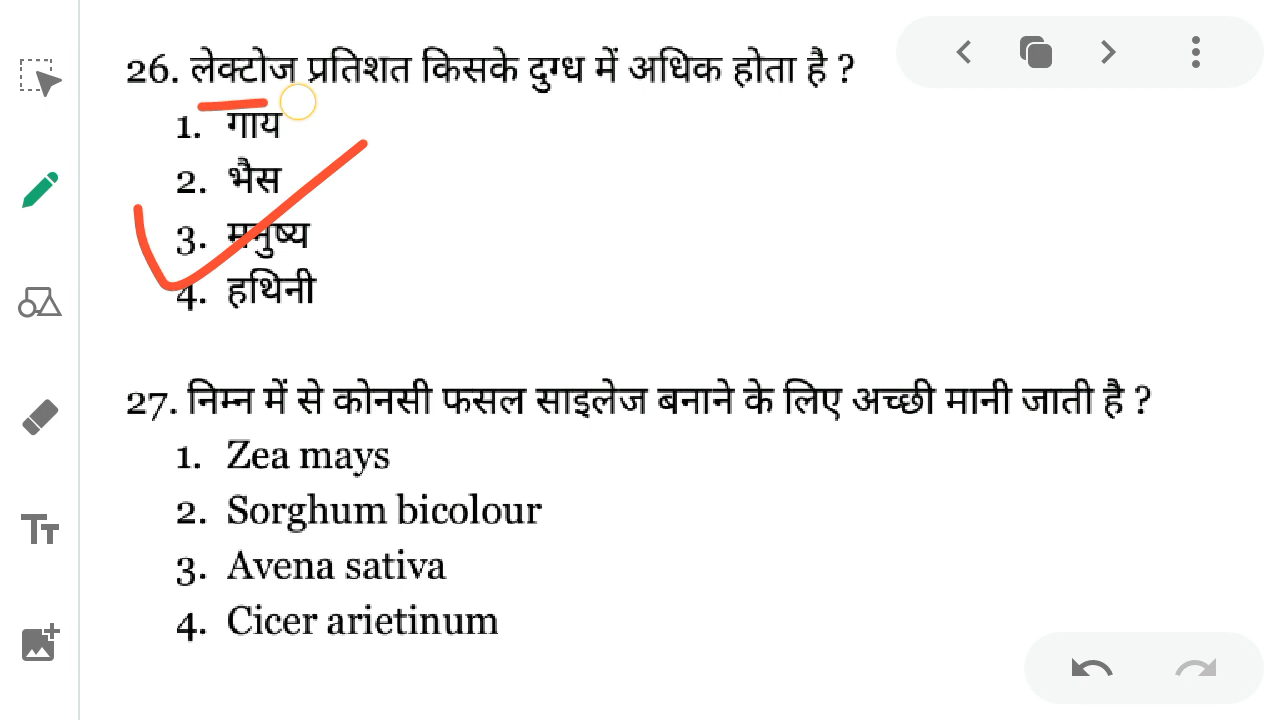 26. लेक्टोज प्रतिशत किसके दुग्ध में अधिक होता है ?
1. गाय
2. भैस
3. मनुष्य
4. हथिनी
27. निम्न में से कोनसी फसल साइलेज बनाने के लिए अच्छी मानी जाती है ?
1. Zea mays
2. Sorghum bicolour
3. Avena sativa
4. Cicer arietinum
TT